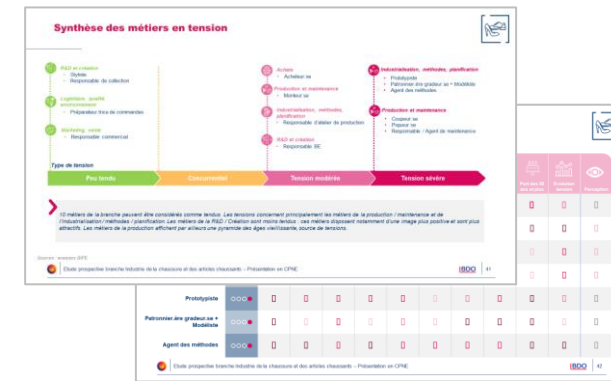 Synthèse des métiers en tension
R&D et création
Styliste
Responsable de collection
Logistique, qualité, environnement
Préparateur.trice de commandes
Marketing, vente
Responsable commercial
Achats
Acheteur.se
Production et maintenance
Monteur.se
Industrialisation, méthodes, planification
Responsable d'atelier de production
R&D et création
Responsable BE
Industrialisation, méthodes, planification
Prototypiste
Patronnier.ère gradeur.se + Modéliste
Agent des méthodes
Production et maintenance
Coupeur.se
Piqueur.se
Responsable / Agent de maintenance
Type de tension
Peu tendu
Concurrentiel
Tension modérée
Tension sévère
10 métiers de la branche peuvent être considérés comme tendus. Les tensions concernent principalement les métiers de la production / maintenance et de
l'industrialisation / méthodes / planification. Les métiers de la R&D / Création sont moins tendus : ces métiers disposent notamment d'une image plus positive et sont plus
attractifs. Les métiers de la production affichent par ailleurs une pyramide des âges vieillissante, source de tensions.
Etude prospective branche Industrie de la chaussure et des articles chaussants – Présentation en CPNE
BDO
41
Perception
Prototypiste
Patronnier.ère gradeur.se +
Modéliste
Agent des méthodes
Etude prospective branche Industrie de la chaussure et des articles chaussants – Présentation en CPNE
BDO
42